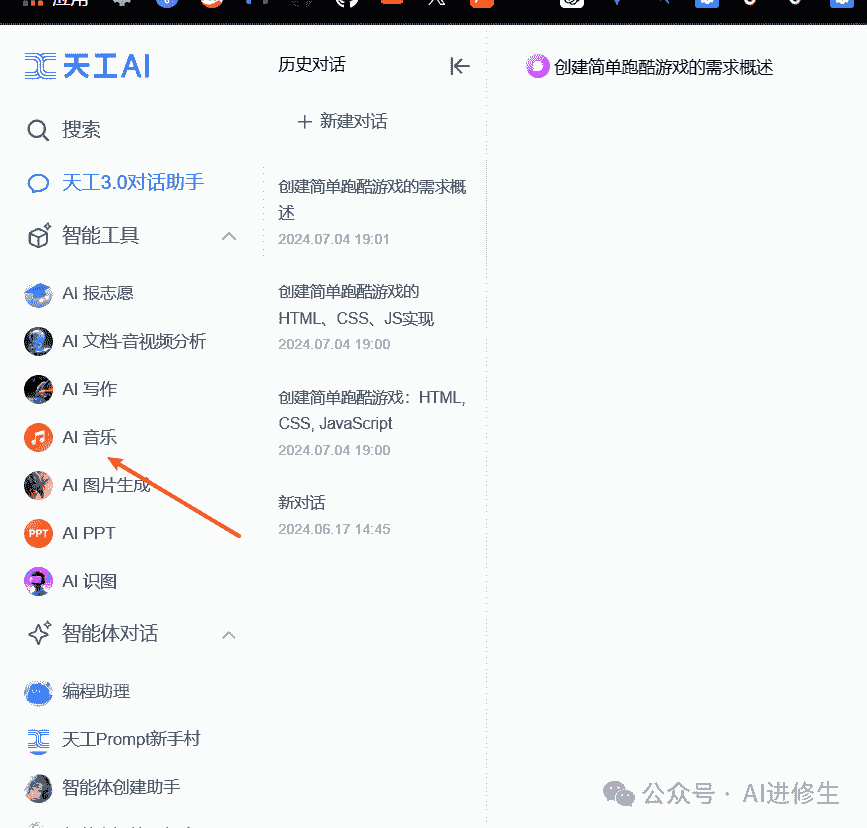 应用
天工AI
搜索
天工3.0对话助手
智能工具
AI 报志愿
AI 文档-音视频分析
AI 写作
AI 音乐
AI 图片生成
PPT
AI PPT
AI 识图
智能体对话
编程助理
天工Prompt新手村
智能体创建助手
历史对话
新建对话
创建简单跑酷游戏的需求概
述
2024.07.04 19:01
创建简单跑酷游戏的
HTML、CSS、JS实现
2024.07.04 19:00
创建简单跑酷游戏：HTML,
CSS, JavaScript
2024.07.04 19:00
新对话
2024.06.17 14:45
创建简单跑酷游戏的需求概述
公众号 · AI进修生